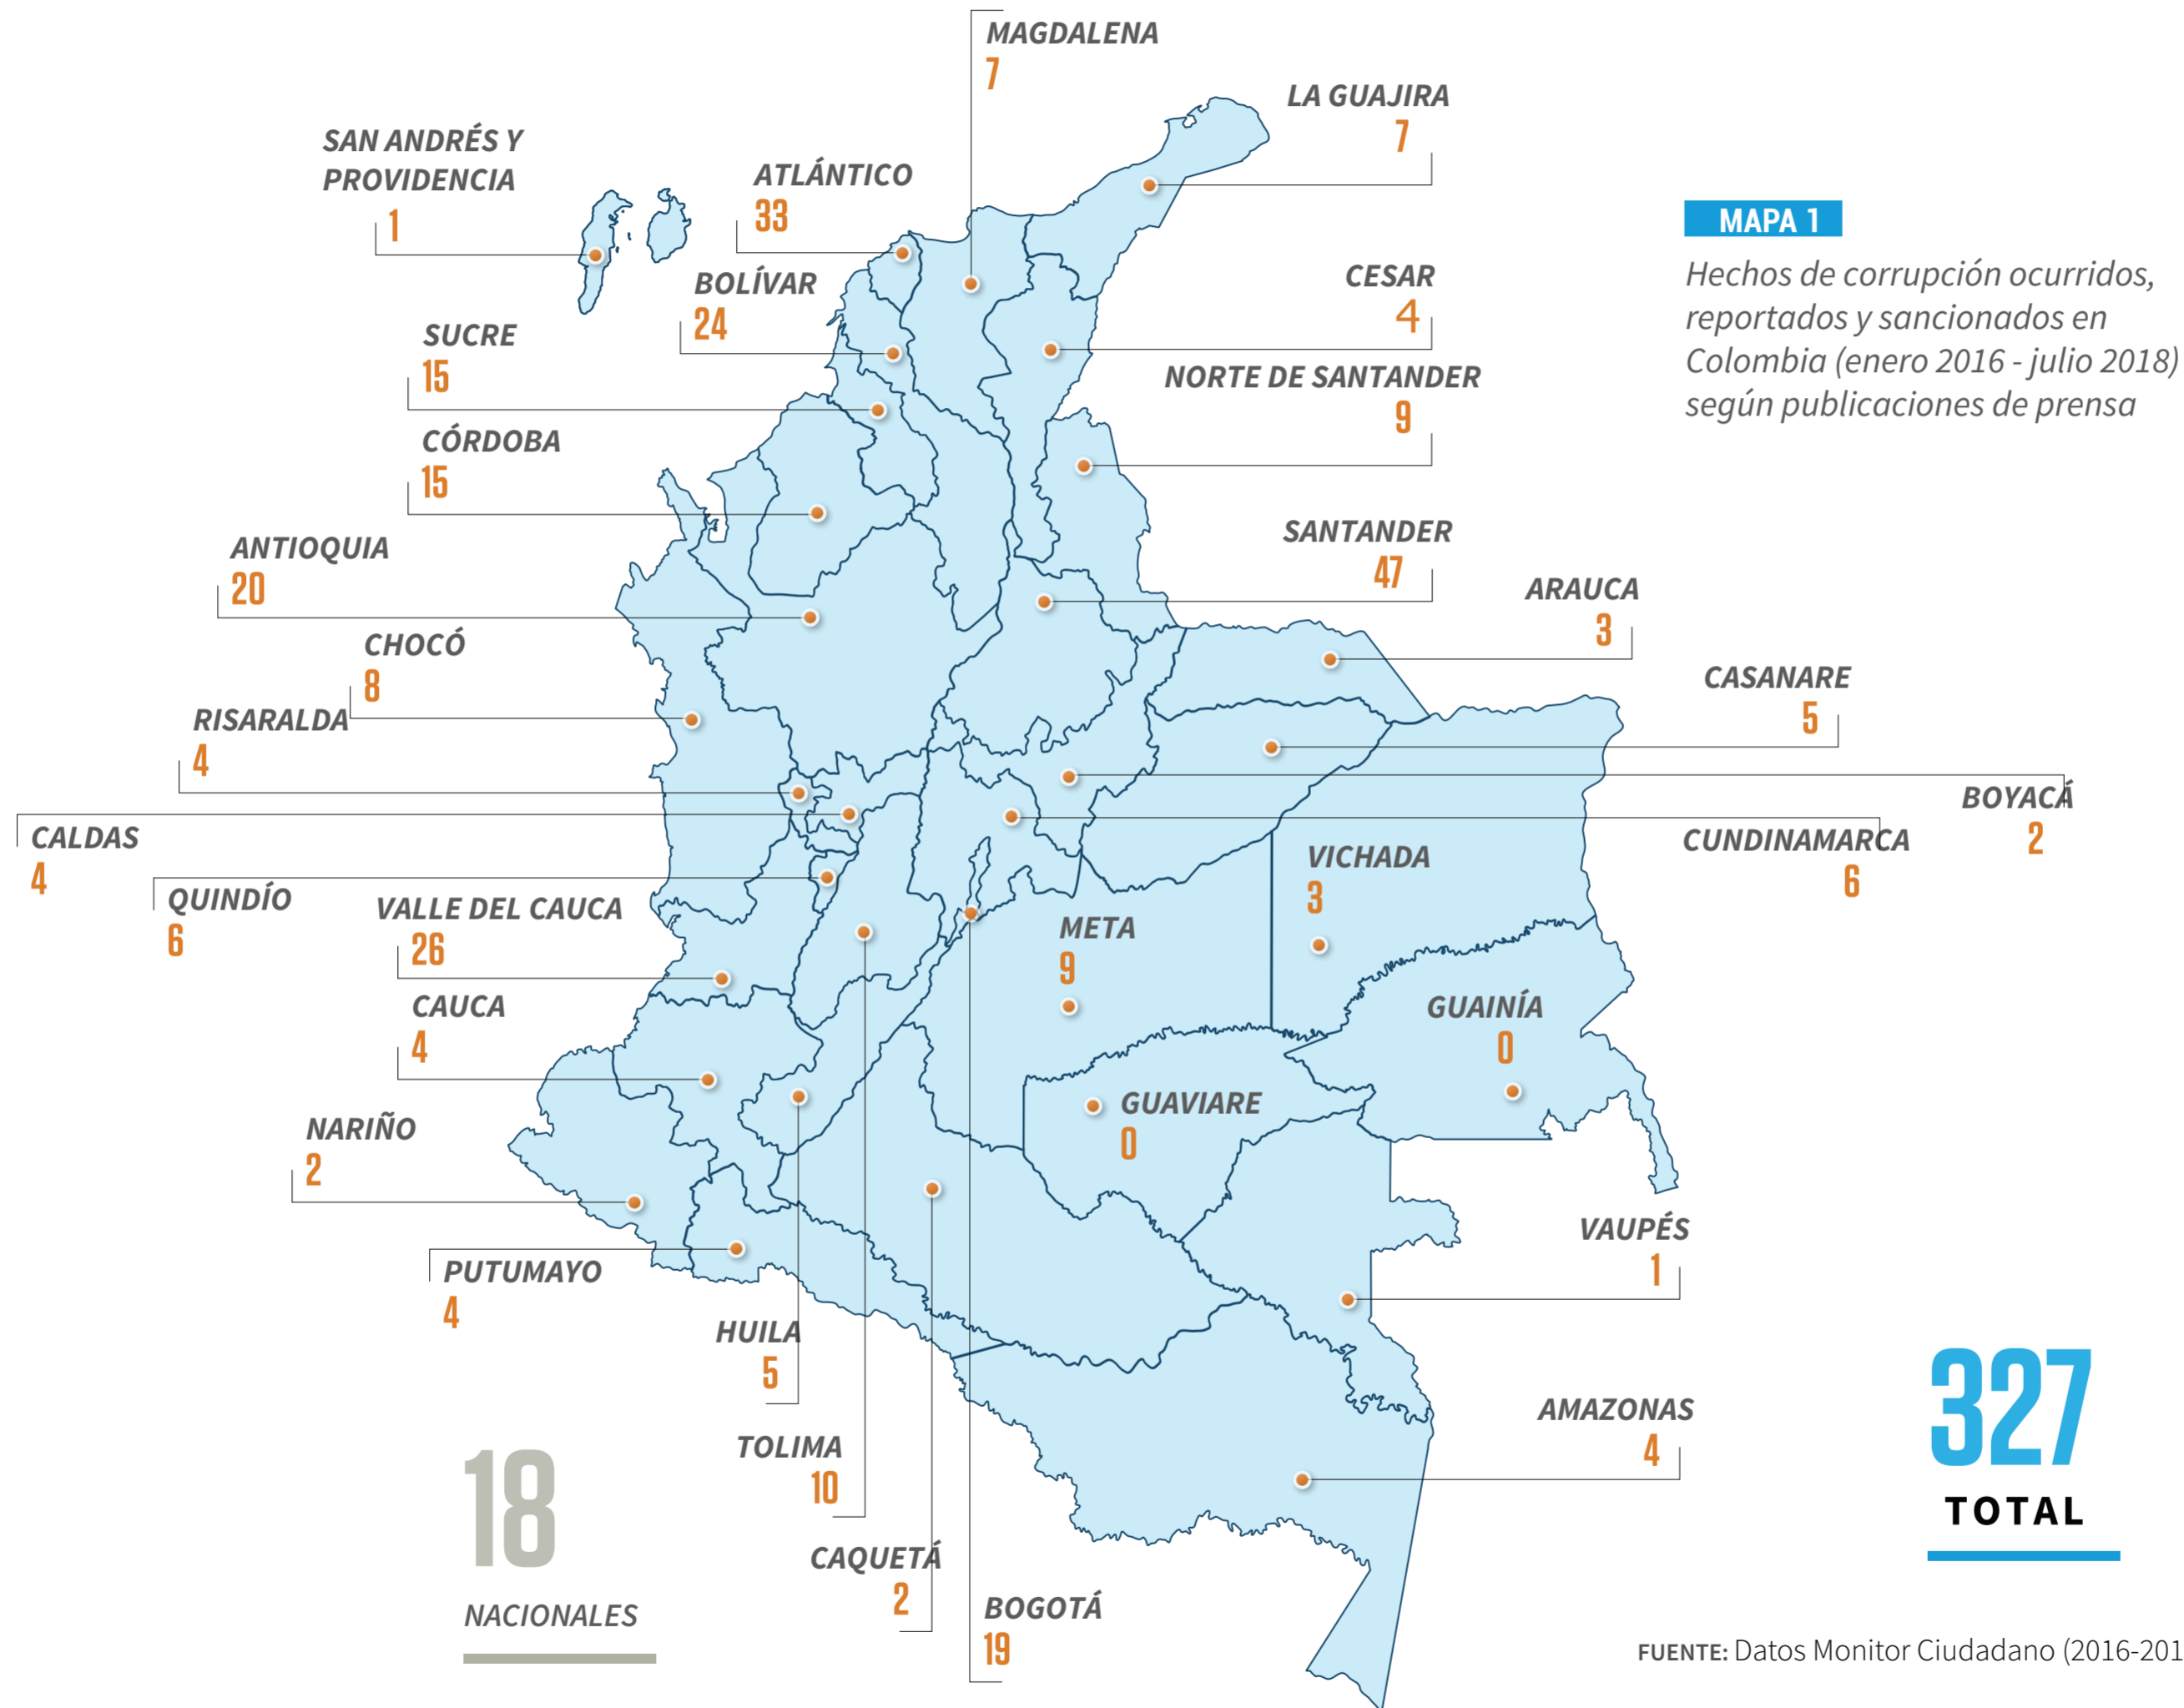 MAGDALENA
7
LA GUAJIRA
7
SAN ANDRÉS Y
PROVIDENCIA
1
ATLÁNTICO
33
MAPA 1
Hechos de corrupción ocurridos,
reportados y sancionados en
Colombia (enero 2016 - julio 2018)
según publicaciones de prensa
BOLÍVAR
24
CESAR
4
SUCRE
15
NORTE DE SANTANDER
9
CÓRDOBA
15
SANTANDER
47
ANTIOQUIA
20
ARAUCA
3
CHOCÓ
8
CASANARE
5
RISARALDA
4
BOYACÁ
2
CALDAS
4
CUNDINAMARCA
6
VICHADA
3
QUINDÍO
6
VALLE DEL CAUCA
26
META
9
CAUCA
4
GUAINÍA
0
GUAVIARE
0
NARIÑO
2
VAUPÉS
1
PUTUMAYO
4
HUILA
5
AMAZONAS
4
TOLIMA
10
327
TOTAL
18
NACIONALES
CAQUETÁ
2
BOGOTÁ
19
FUENTE: Datos Monitor Ciudadano (2016-201